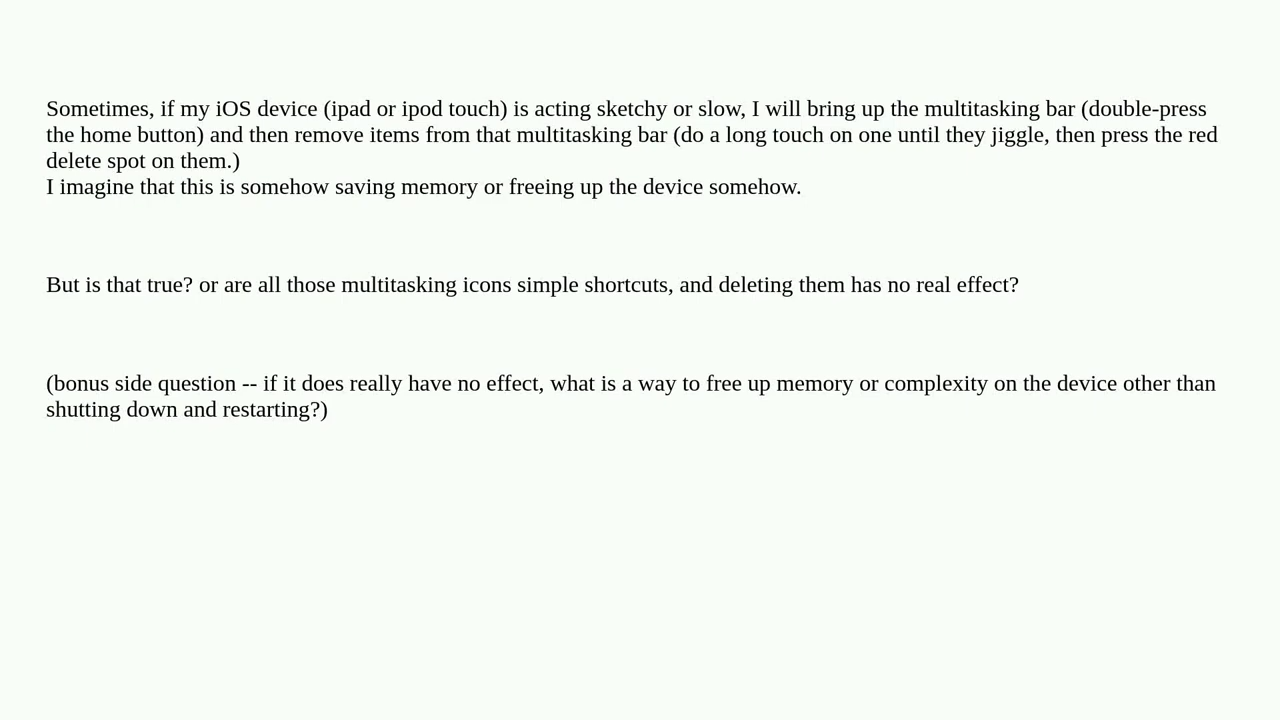 Sometimes, if my iOS device (ipad or ipod touch) is acting sketchy or slow, I will bring up the multitasking bar (double-press
the home button) and then remove items from that multitasking bar (do a long touch on one until they jiggle, then press the red
delete spot on them.)
I imagine that this is somehow saving memory or freeing up the device somehow.
But is that true? or are all those multitasking icons simple shortcuts, and deleting them has no real effect?
(bonus side question -- if it does really have no effect, what is a way to free up memory or complexity on the device other than
shutting down and restarting?)